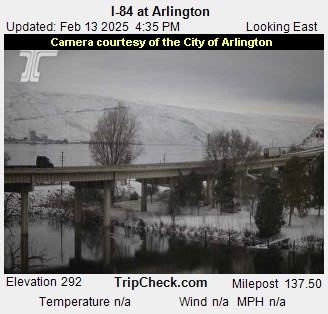 I-84 at Arlington
Updated: Feb 13 2025 4:35 PM Looking East
Camera courtesy of the City of Arlington
Elevation 292 TripCheck.com Milepost 137.50
Temperature n/a Wind n/a MPH n/a